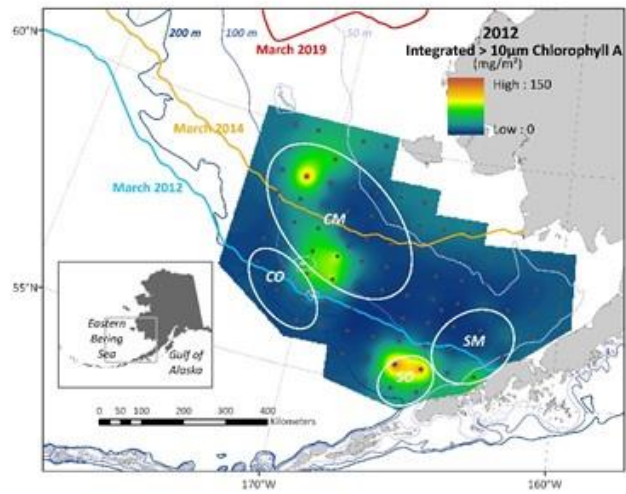 60°N
200 m
100 m
50 m
March 2019
2012
Integrated > 10µm Chlorophyll A
(mg/m²)
High : 150
Low : 0
March 2014
March 2012
CM
CO
55°N
SM
SO
Eastern
Bering
Sea
Gulf of
Alaska
0 50 100 200 300 400
Kilometers
170°W
160°W